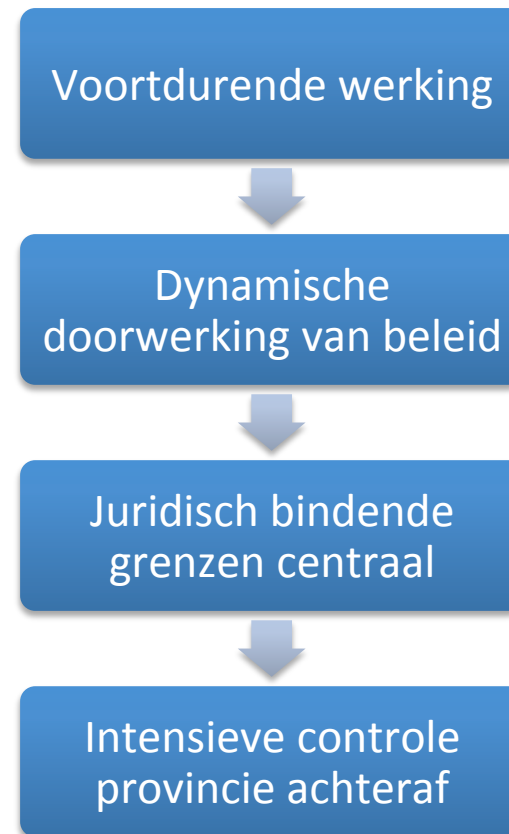 Voortdurende werking
Dynamische
doorwerking van beleid
Juridisch bindende
grenzen centraal
Intensieve controle
provincie achteraf